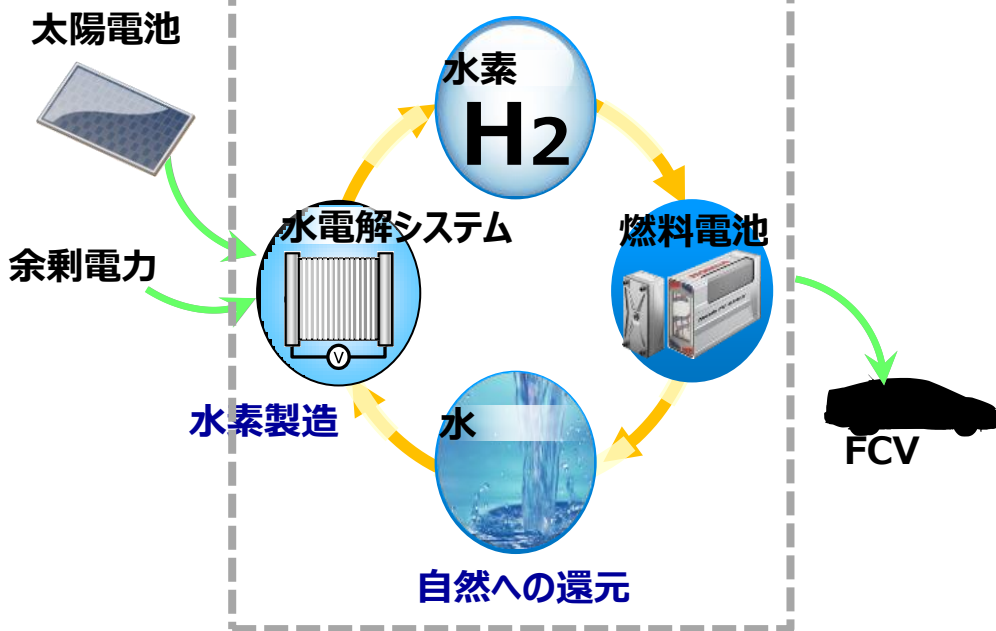 太陽電池
水素
H2
水電解システム
燃料電池
余剰電力
V
水素製造
水
FCV
自然への還元